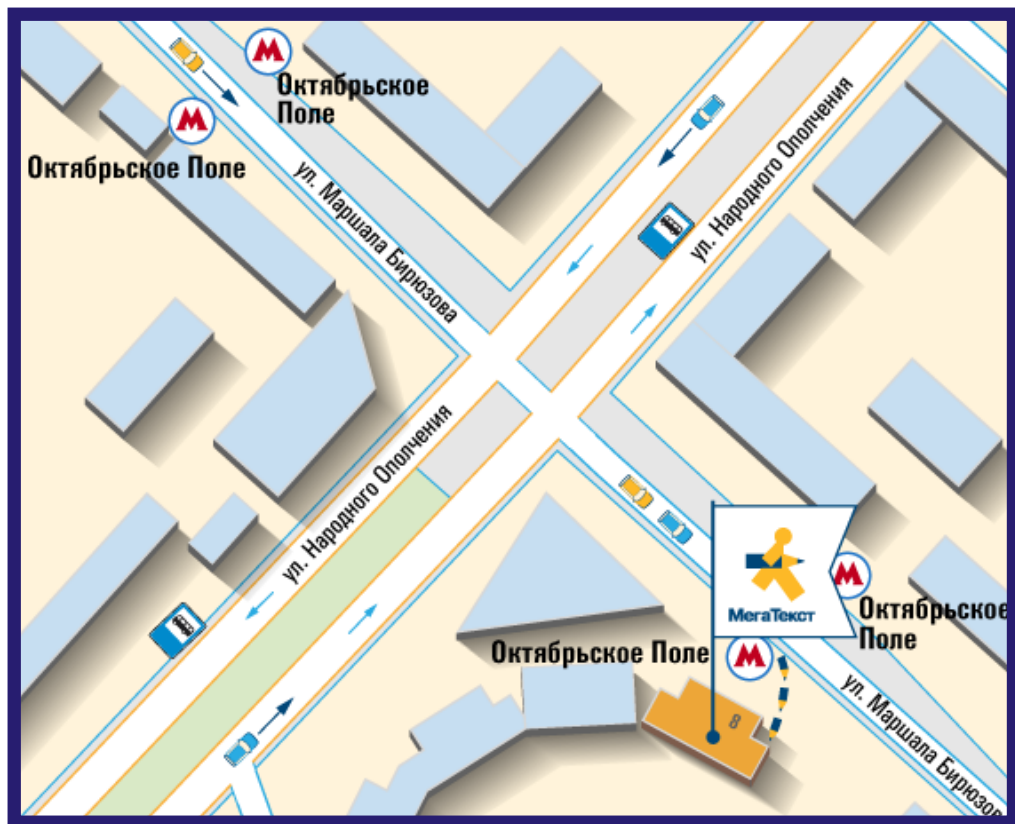 М
Октябрьское
Поле
М
Октябрьское Поле
ул. Маршала Бирюзова
ул. Народного Ополчения
ул. Народного Ополчения
МегаТекст
М
Октябрьское
Поле
Октябрьское Поле
М
8
ул. Маршала Бирюзо